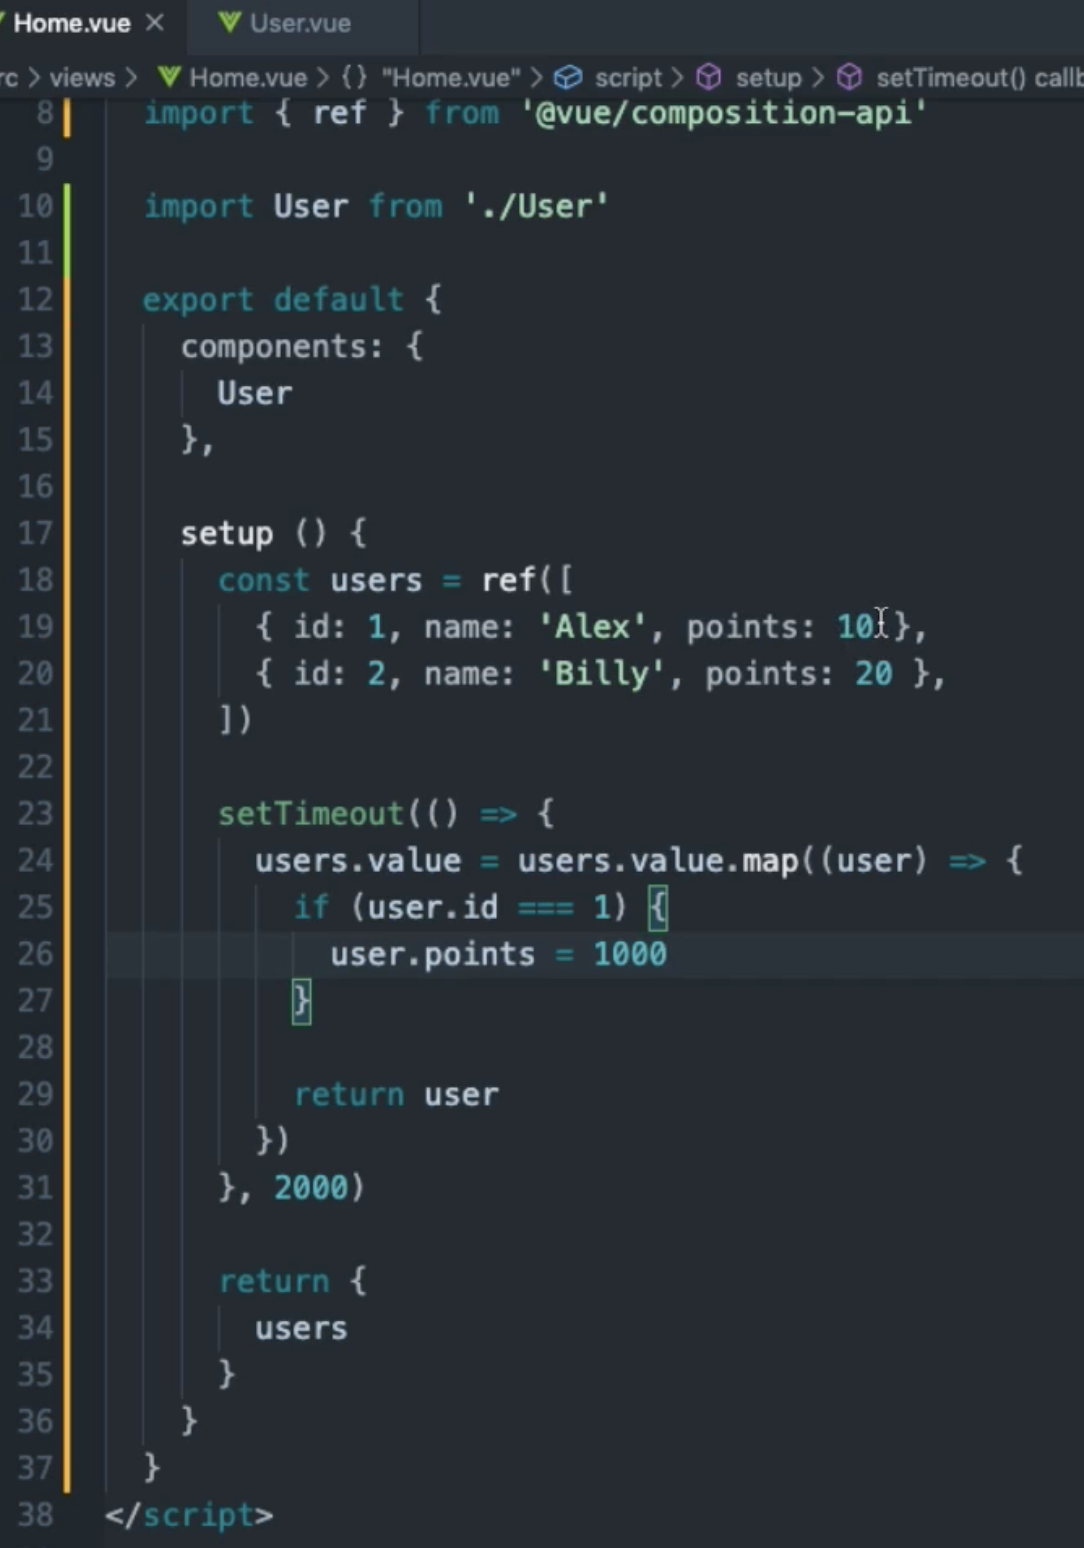 Home.vue × User.vue
rc > views > Home.vue > {} "Home.vue" > script > setup > setTimeout() callb
8 import { ref } from '@vue/composition-api'
9
10 import User from './User'
11
12 export default {
13 components: {
14 User
15 },
16
17 setup () {
18 const users = ref([
19 { id: 1, name: 'Alex', points: 10 },
20 { id: 2, name: 'Billy', points: 20 },
21 ])
22
23 setTimeout(() => {
24 users.value = users.value.map((user) => {
25 if (user.id === 1) {
26 user.points = 1000
27 }
28
29 return user
30 })
31 }, 2000)
32
33 return {
34 users
35 }
36 }
37 }
38 </script>